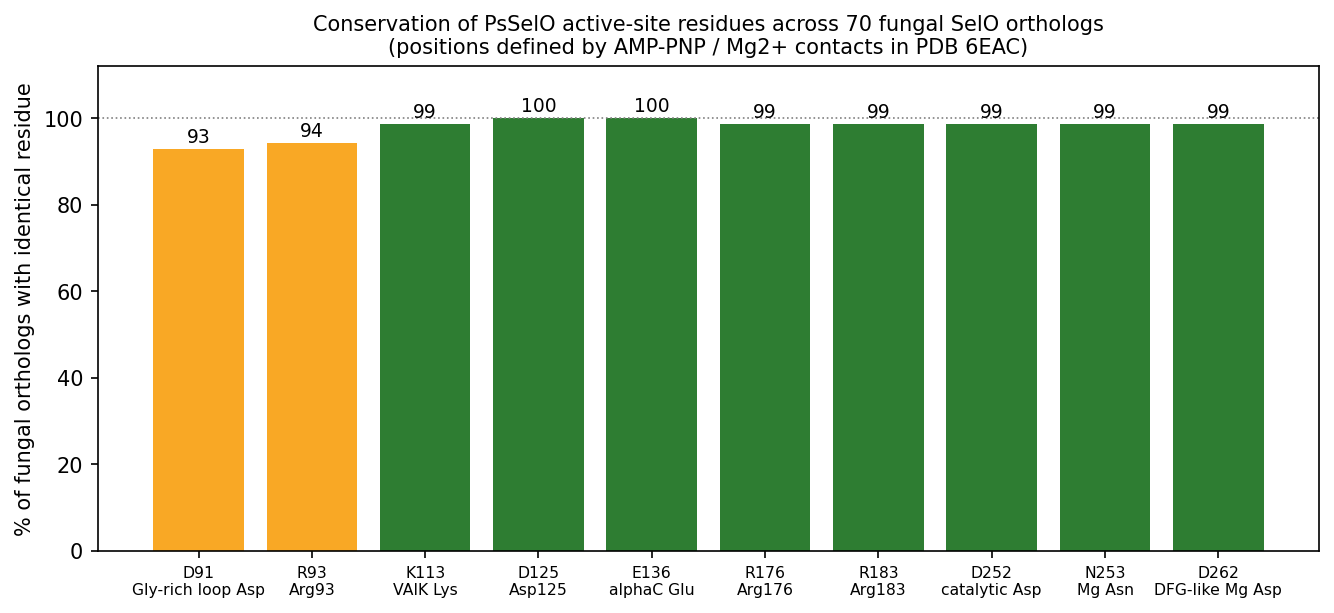 Conservation of PsSelO active-site residues across 70 fungal SelO orthologs
(positions defined by AMP-PNP / Mg2+ contacts in PDB 6EAC)
% of fungal orthologs with identical residue
100
80
60
40
20
0
93
94
99
100
100
99
99
99
99
99
D91
Gly-rich loop Asp
R93
Arg93
K113
VAIK Lys
D125
Asp125
E136
alphaC Glu
R176
Arg176
R183
Arg183
D252
catalytic Asp
N253
Mg Asn
D262
DFG-like Mg Asp